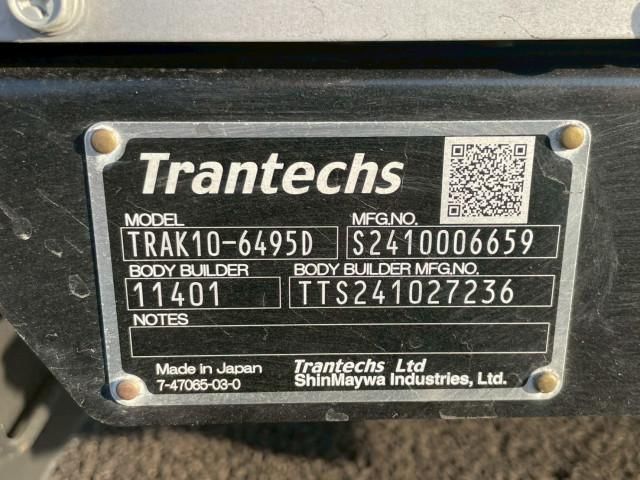 Trantechs
MODEL MFG.NO.
TRAK10-6495D S2410006659
BODY BUILDER BODY BUILDER MFG.NO.
11401 TTS241027236
NOTES
Made in Japan Trantechs Ltd
7-47065-03-0 ShinMaywa Industries, Ltd.